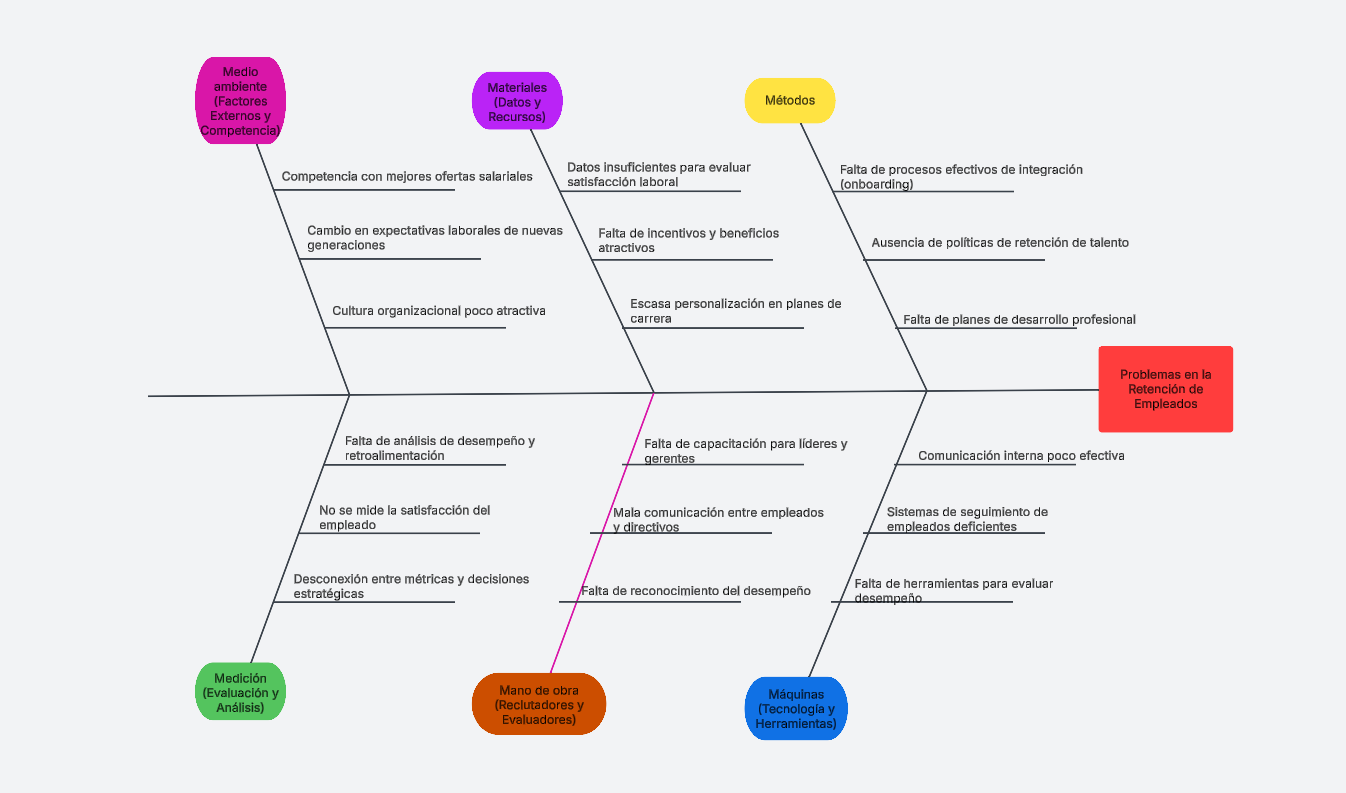 Medio
ambiente
(Factores
Externos y
Competencia)
Materiales
(Datos y
Recursos)
Métodos
Competencia con mejores ofertas salariales
Cambio en expectativas laborales de nuevas
generaciones
Cultura organizacional poco atractiva
Datos insuficientes para evaluar
satisfacción laboral
Falta de incentivos y beneficios
atractivos
Escasa personalización en planes de
carrera
Falta de procesos efectivos de integración
(onboarding)
Ausencia de políticas de retención de talento
Falta de planes de desarrollo profesional
Problemas en la
Retención de
Empleados
Falta de análisis de desempeño y
retroalimentación
No se mide la satisfacción del
empleado
Desconexión entre métricas y decisiones
estratégicas
Falta de capacitación para líderes y
gerentes
Mala comunicación entre empleados
y directivos
Falta de reconocimiento del desempeño
Comunicación interna poco efectiva
Sistemas de seguimiento de
empleados deficientes
Falta de herramientas para evaluar
desempeño
Medición
(Evaluación y
Análisis)
Mano de obra
(Reclutadores y
Evaluadores)
Máquinas
(Tecnología y
Herramientas)